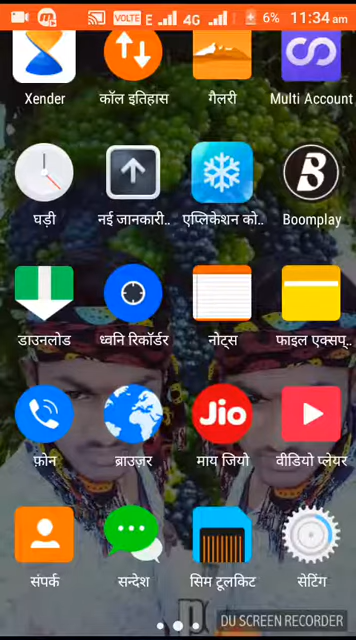 VOLTE E 4G 6% 11:34 am
Xender कॉल इतिहास गैलरी Multi Account
घड़ी नई जानकारी.. एप्लिकेशन को.. Boomplay
डाउनलोड ध्वनि रिकॉर्डर नोट्स फाइल एक्सप्..
Jio
फ़ोन ब्राउज़र माय जियो वीडियो प्लेयर
संपर्क सन्देश सिम टूलकिट सेटिंग
DU SCREEN RECORDER